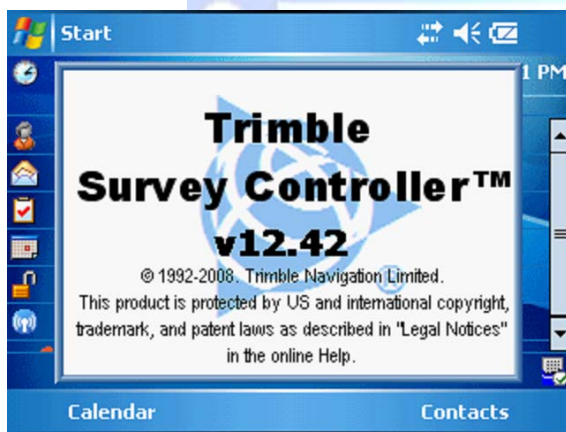 Start
1 PM
Trimble
Survey Controller™
v12.42
© 1992-2008. Trimble Navigation Limited.
This product is protected by US and international copyright,
trademark, and patent laws as described in "Legal Notices"
in the online Help.
Calendar Contacts